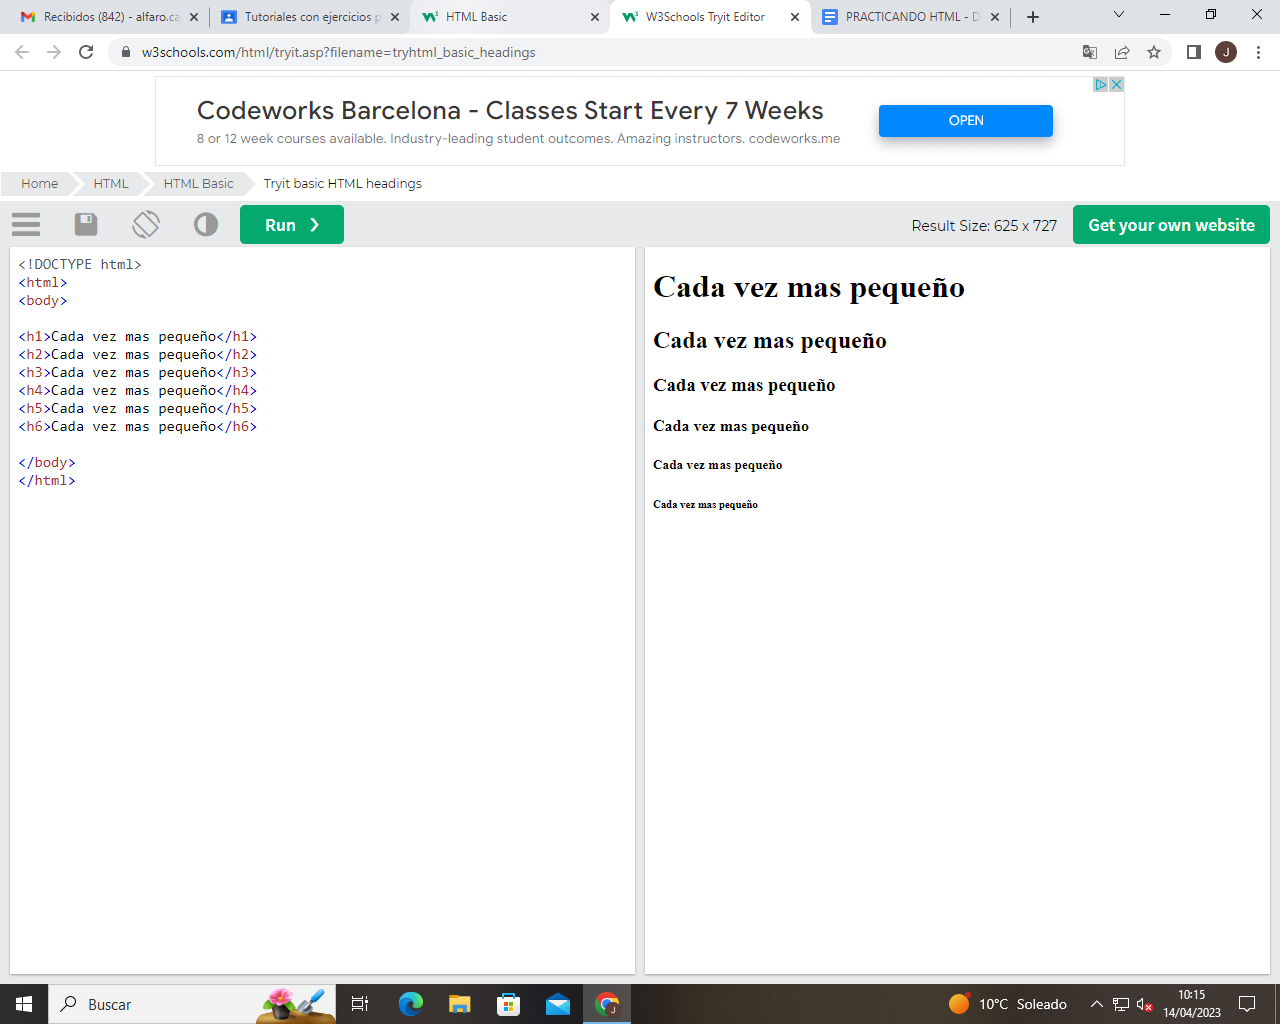 Recibidos (842) - alfaro.ca
Tutoriales con ejercicios p
HTML Basic
W3Schools Tryit Editor
PRACTICANDO HTML - D
w3schools.com/html/tryit.asp?filename=tryhtml_basic_headings
J
Codeworks Barcelona - Classes Start Every 7 Weeks
8 or 12 week courses available. Industry-leading student outcomes. Amazing instructors. codeworks.me
OPEN
Home
HTML
HTML Basic
Tryit basic HTML headings
Run ❯
Result Size: 625 x 727
Get your own website
<!DOCTYPE html>
<html>
<body>
<h1>Cada vez mas pequeño</h1>
<h2>Cada vez mas pequeño</h2>
<h3>Cada vez mas pequeño</h3>
<h4>Cada vez mas pequeño</h4>
<h5>Cada vez mas pequeño</h5>
<h6>Cada vez mas pequeño</h6>
</body>
</html>
Cada vez mas pequeño
Cada vez mas pequeño
Cada vez mas pequeño
Cada vez mas pequeño
Cada vez mas pequeño
Cada vez mas pequeño
Buscar
J
10°C Soleado
10:15
14/04/2023